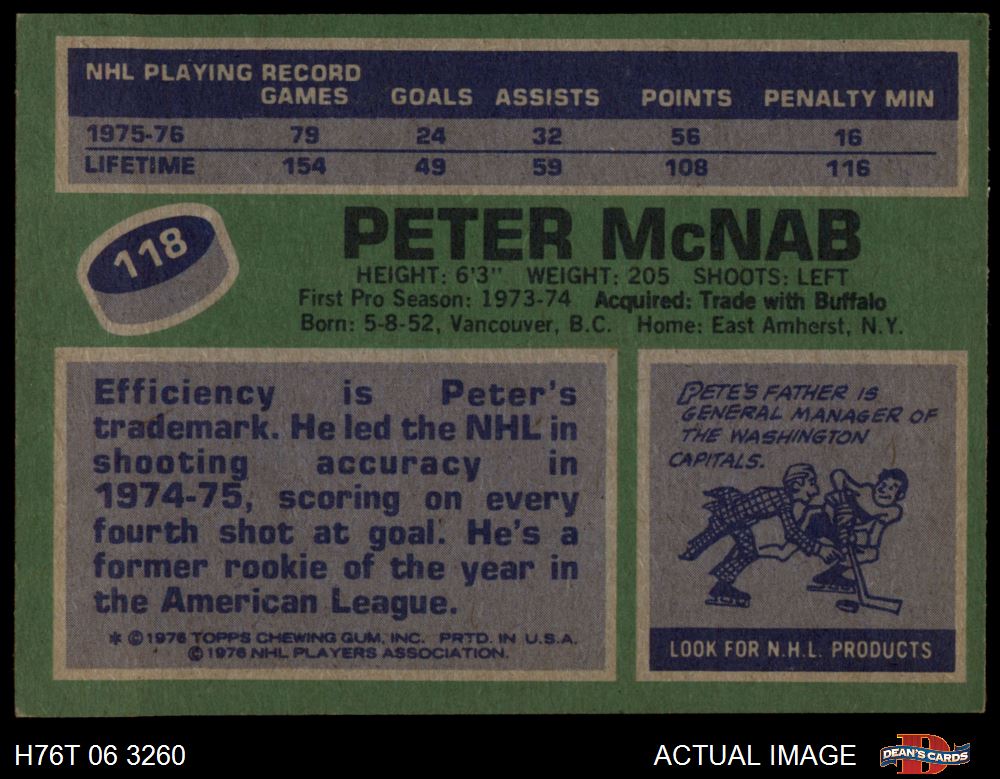 NHL PLAYING RECORD
GAMES GOALS ASSISTS POINTS PENALTY MIN
1975-76 79 24 32 56 16
LIFETIME 154 49 59 108 116
118
PETER McNAB
HEIGHT: 6'3" WEIGHT: 205 SHOOTS: LEFT
First Pro Season: 1973-74 Acquired: Trade with Buffalo
Born: 5-8-52, Vancouver, B.C. Home: East Amherst, N.Y.
Efficiency is Peter's
trademark. He led the NHL in
shooting accuracy in
1974-75, scoring on every
fourth shot at goal. He's a
former rookie of the year in
the American League.
* © 1976 TOPPS CHEWING GUM, INC. PRTD. IN U.S.A.
© 1976 NHL PLAYERS ASSOCIATION.
PETE'S FATHER IS
GENERAL MANAGER OF
THE WASHINGTON
CAPITALS.
LOOK FOR N.H.L. PRODUCTS
H76T 06 3260
ACTUAL IMAGE
DEAN'S CARDS